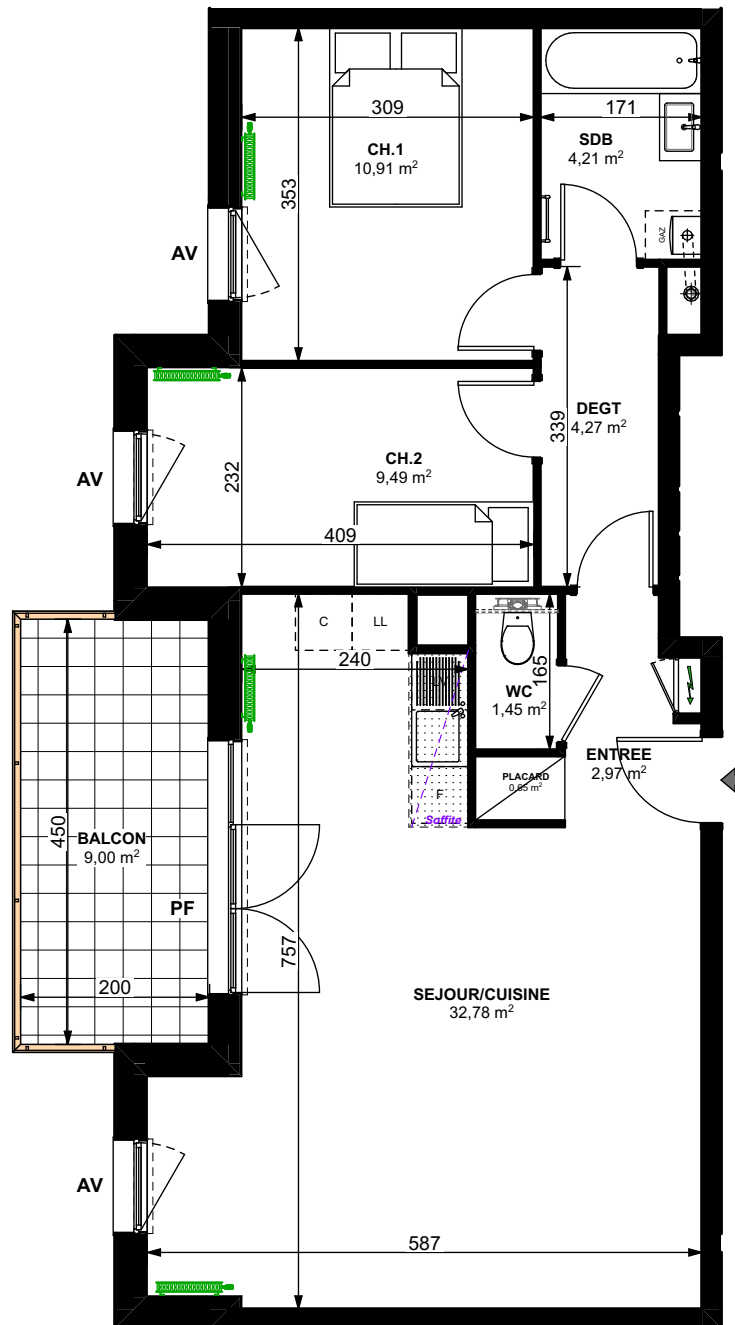 309
171
SDB
4,21 m²
CH.1
10,91 m²
353
GAZ
AV
DEGT
4,27 m²
339
CH.2
9,49 m²
232
AV
409
C
LL
240
LV
165
WC
1,45 m²
ENTREE
2,97 m²
PLACARD
0,65 m²
F
Soffite
450
BALCON
9,00 m²
PF
757
200
SEJOUR/CUISINE
32,78 m²
AV
587